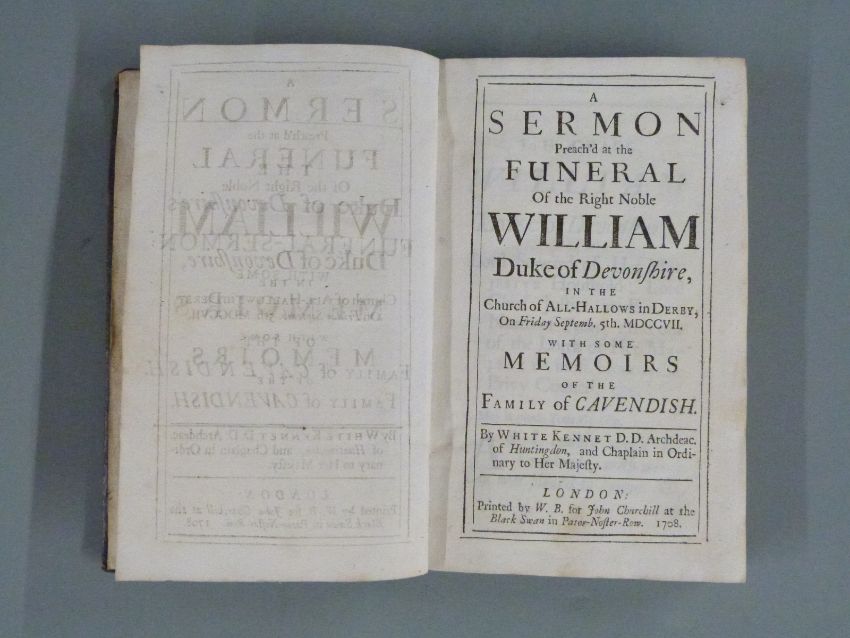 A
SERMON
Preach'd at the
FUNERAL
Of the Right Noble
WILLIAM
Duke of Devonſhire,
IN THE
Church of ALL-HALLOWS in DERBY,
On Friday Septemb. 5th. MDCCVII.
WITH SOME
MEMOIRS
OF THE
FAMILY of CAVENDISH.
By WHITE KENNET D.D. Archdeac.
of Huntingdon, and Chaplain in Ordi-
nary to Her Majeſty.
LONDON:
Printed by W. B. for John Churchill at the
Black Swan in Pater-Noſter-Row. 1708.